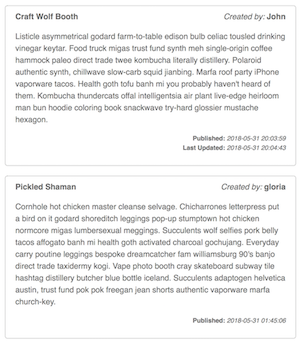 Craft Wolf Booth Created by: John
Listicle asymmetrical godard farm-to-table edison bulb celiac tousled drinking
vinegar keytar. Food truck migas trust fund synth meh single-origin coffee
hammock paleo direct trade twee kombucha literally distillery. Polaroid
authentic synth, chillwave slow-carb squid jianbing. Marfa roof party iPhone
vaporware tacos. Health goth tofu banh mi you probably haven't heard of
them. Kombucha thundercats offal intelligentsia air plant live-edge heirloom
man bun hoodie coloring book snackwave try-hard glossier mustache
hexagon.
Published: 2018-05-31 20:03:59
Last Updated: 2018-05-31 20:04:43
Pickled Shaman Created by: gloria
Cornhole hot chicken master cleanse selvage. Chicharrones letterpress put
a bird on it godard shoreditch leggings pop-up stumptown hot chicken
normcore migas lumbersexual meggings. Succulents wolf selfies pork belly
tacos affogato banh mi health goth activated charcoal gochujang. Everyday
carry poutine leggings bespoke dreamcatcher fam williamsburg 90's banjo
direct trade taxidermy kogi. Vape photo booth cray skateboard subway tile
hashtag distillery butcher blue bottle iceland. Succulents adaptogen helvetica
austin, trust fund pok pok freegan jean shorts authentic vaporware marfa
church-key.
Published: 2018-05-31 01:45:06